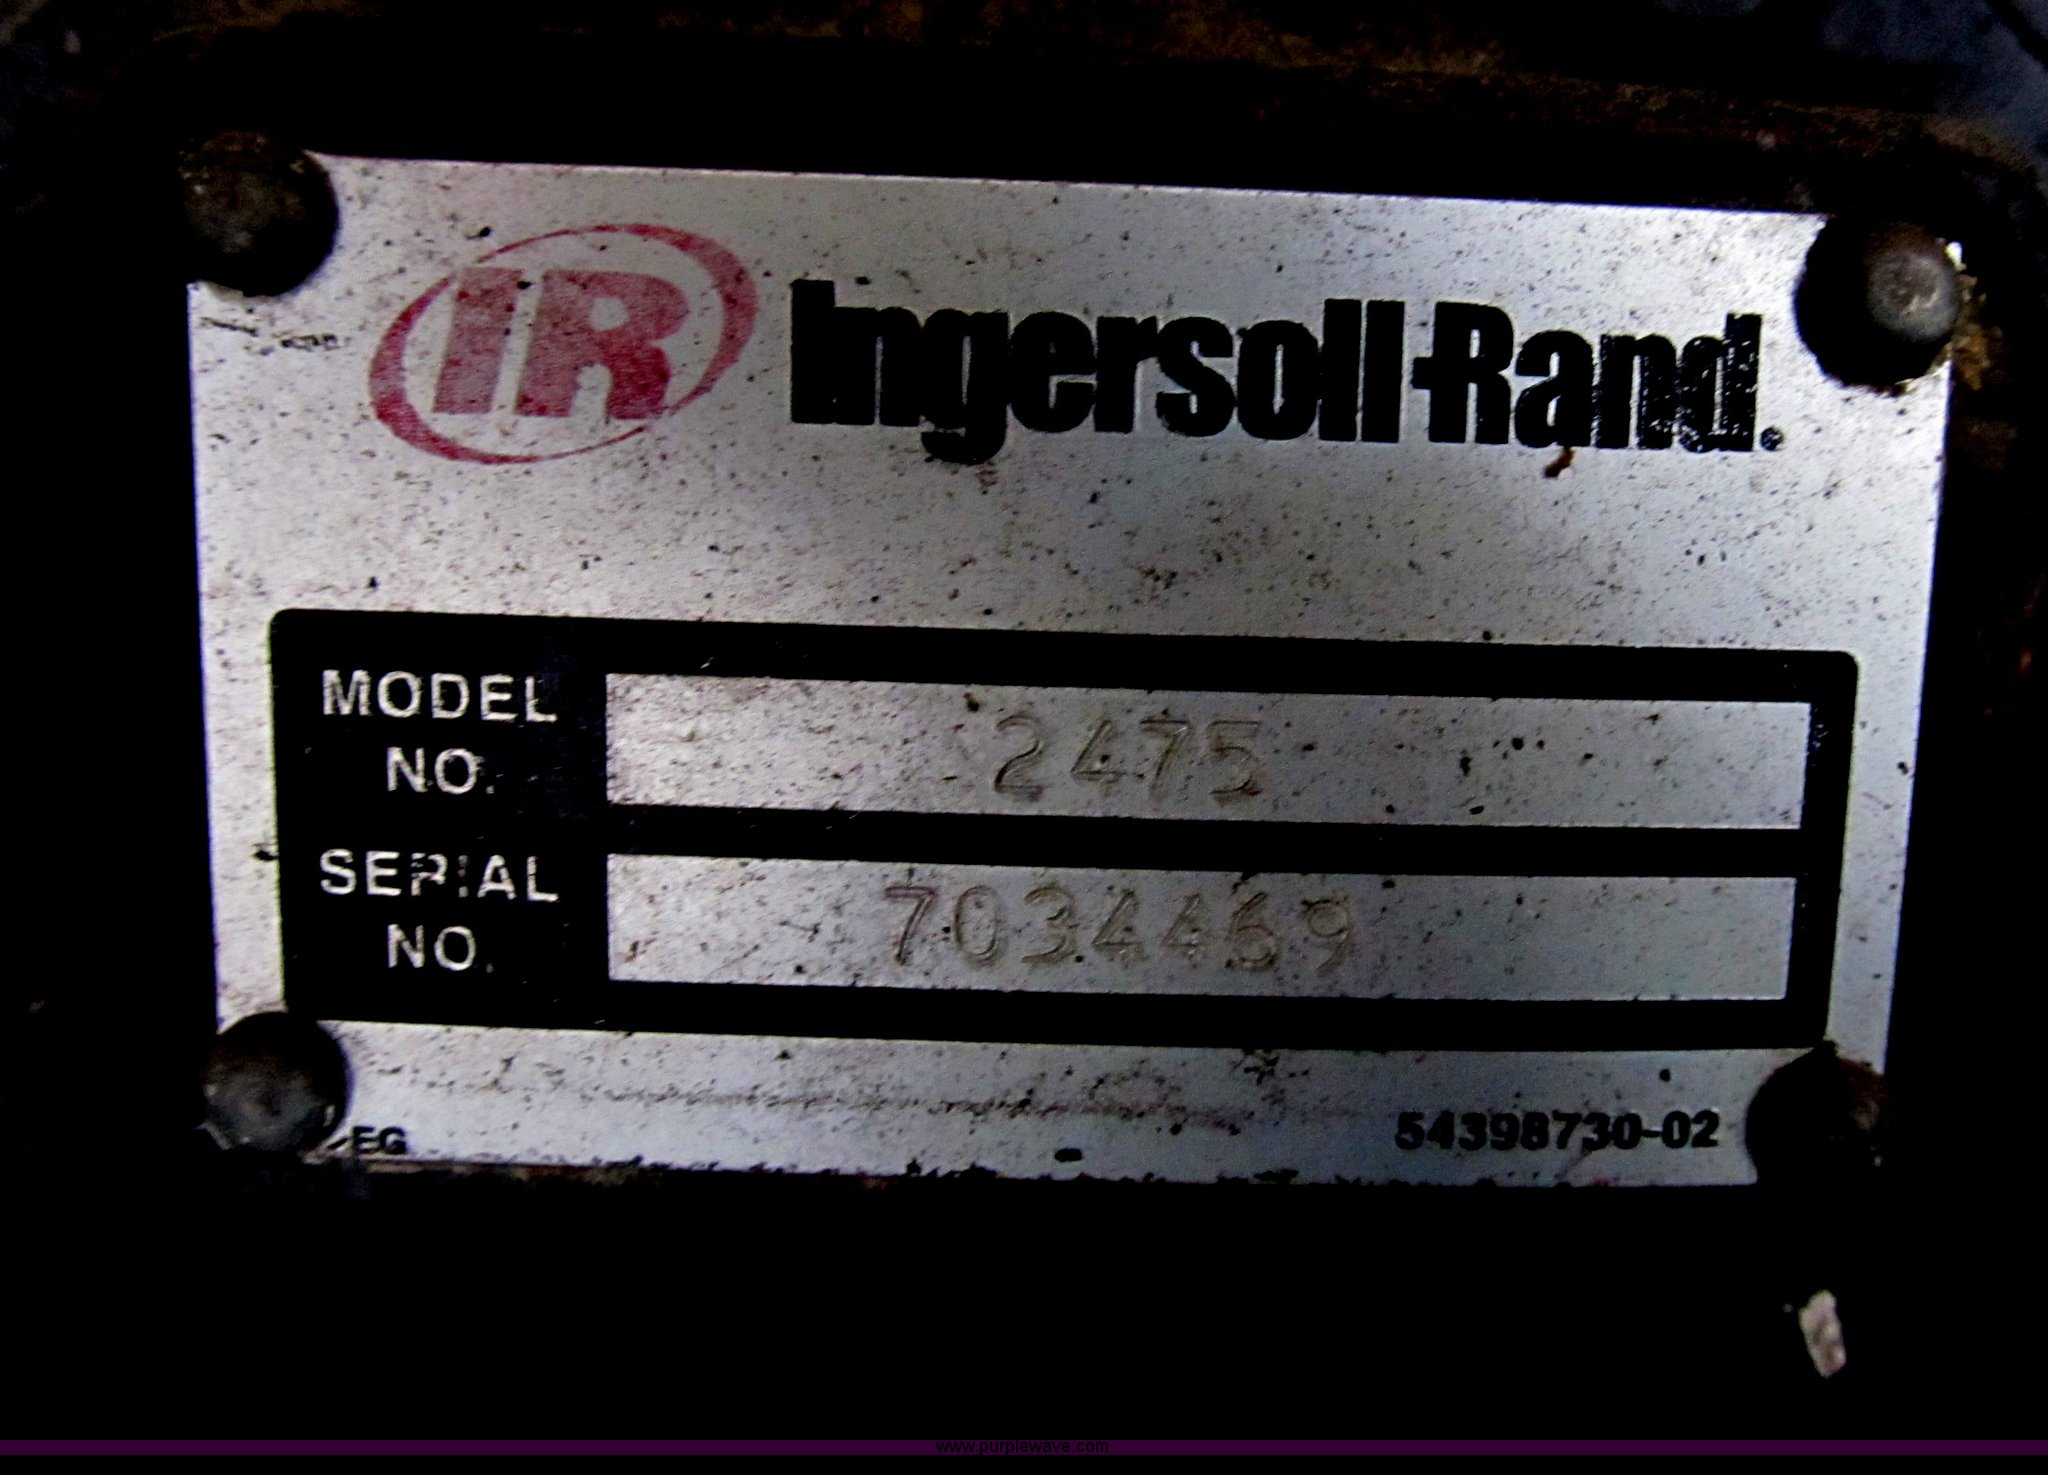 IR Ingersoll-Rand.
MODEL NO. 2475
SERIAL NO. 7034469
EG 54398730-02
www.purplewave.com